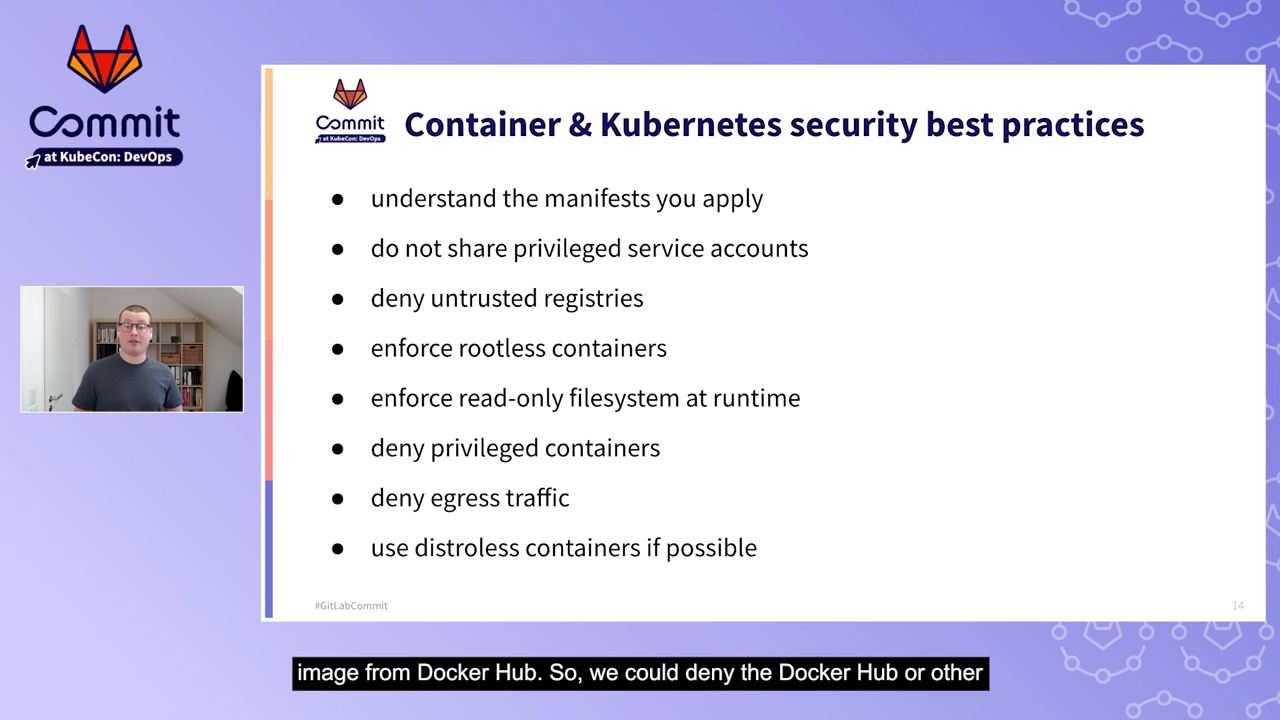 Commit
at KubeCon: DevOps
Commit
at KubeCon: DevOps
Container & Kubernetes security best practices
● understand the manifests you apply
● do not share privileged service accounts
● deny untrusted registries
● enforce rootless containers
● enforce read-only filesystem at runtime
● deny privileged containers
● deny egress traffic
● use distroless containers if possible
#GitLabCommit
14
image from Docker Hub. So, we could deny the Docker Hub or other